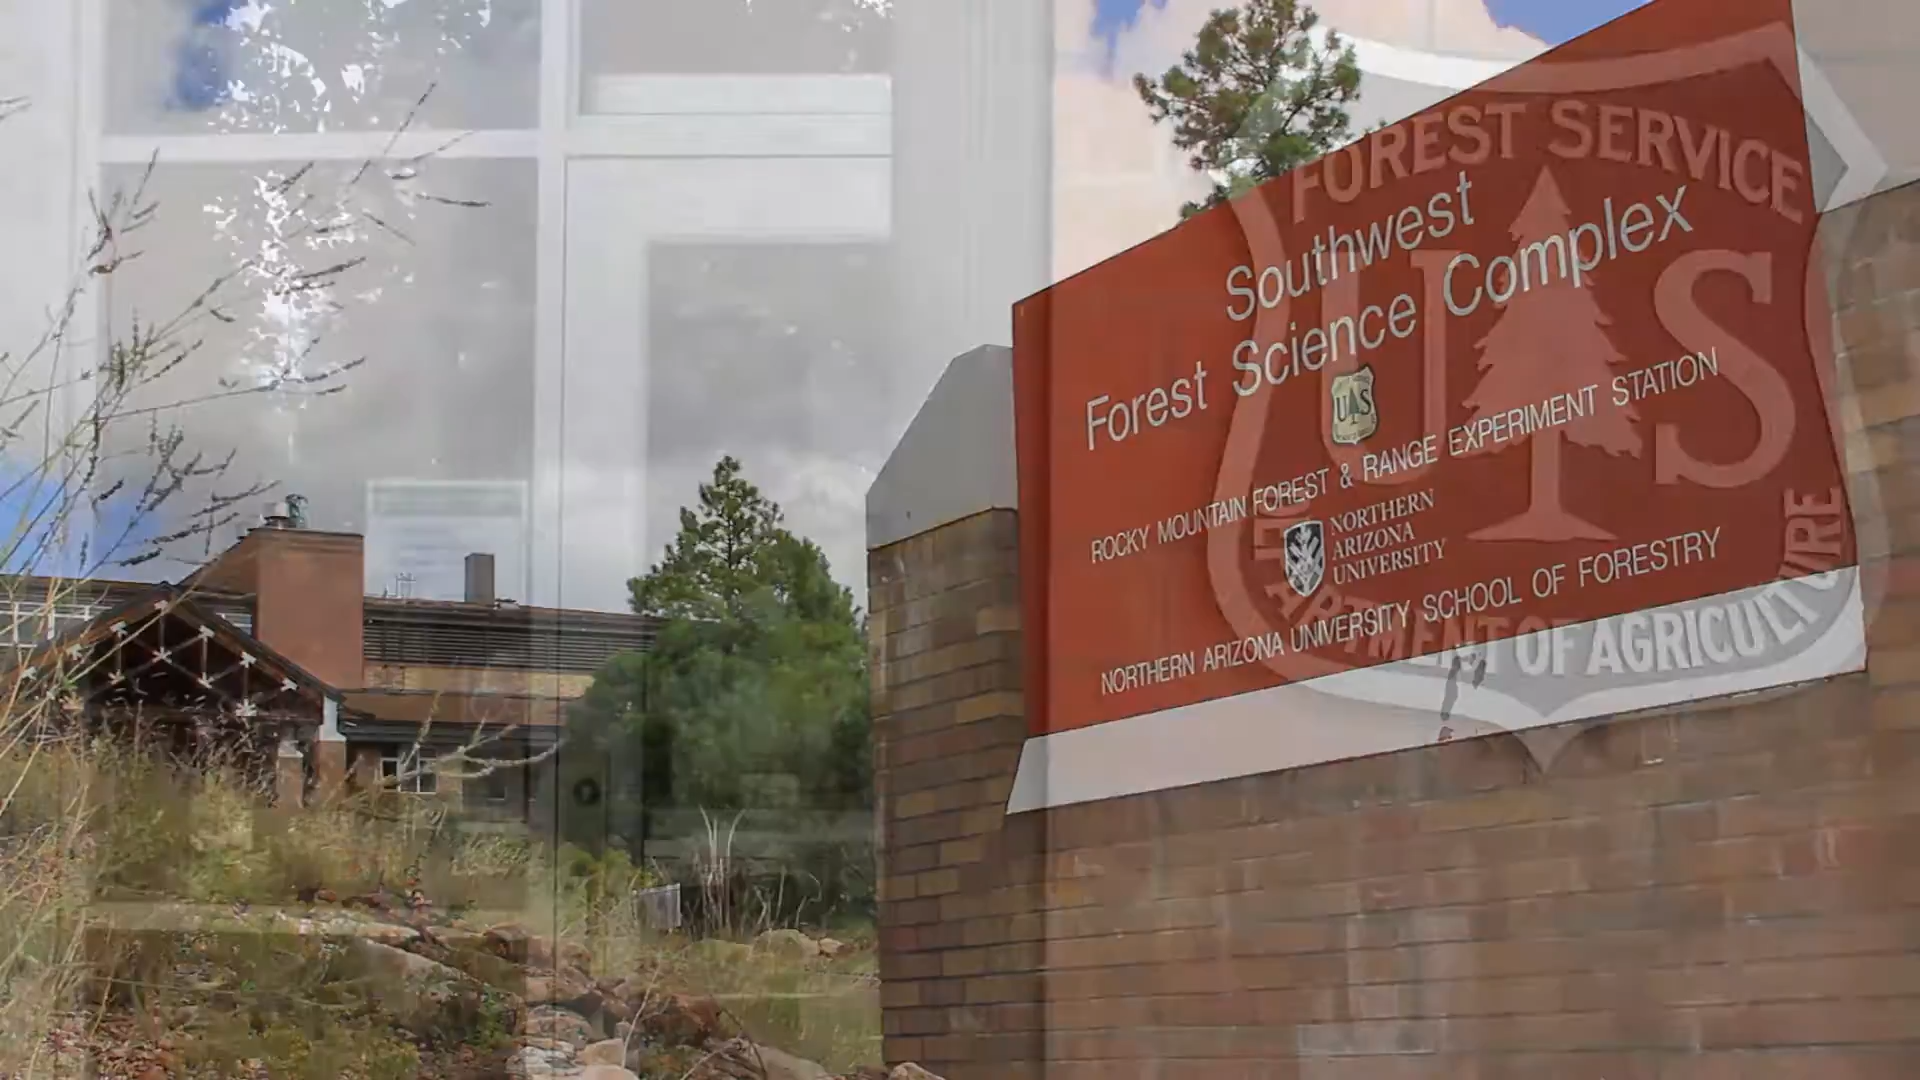 FOREST SERVICE
Southwest
Forest Science Complex
U S
UAS
ROCKY MOUNTAIN FOREST & RANGE EXPERIMENT STATION
NORTHERN
ARIZONA
UNIVERSITY
NORTHERN ARIZONA UNIVERSITY SCHOOL OF FORESTRY
DEPARTMENT OF AGRICULTURE